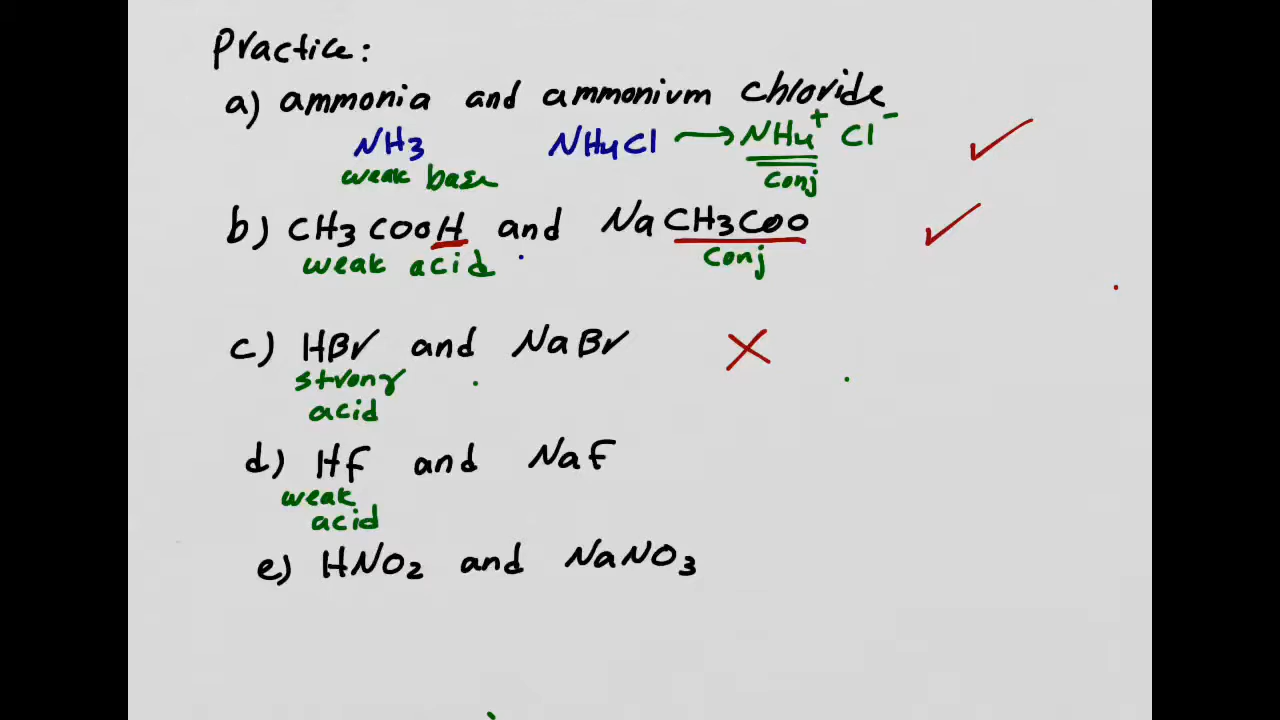 Practice:
a) ammonia and ammonium chloride
NH3 NH4Cl → NH4+ Cl-
weak base conj
b) CH3COOH and NaCH3COO
weak acid conj
c) HBr and NaBr
strong
acid
d) HF and NaF
weak
acid
e) HNO2 and NaNO3